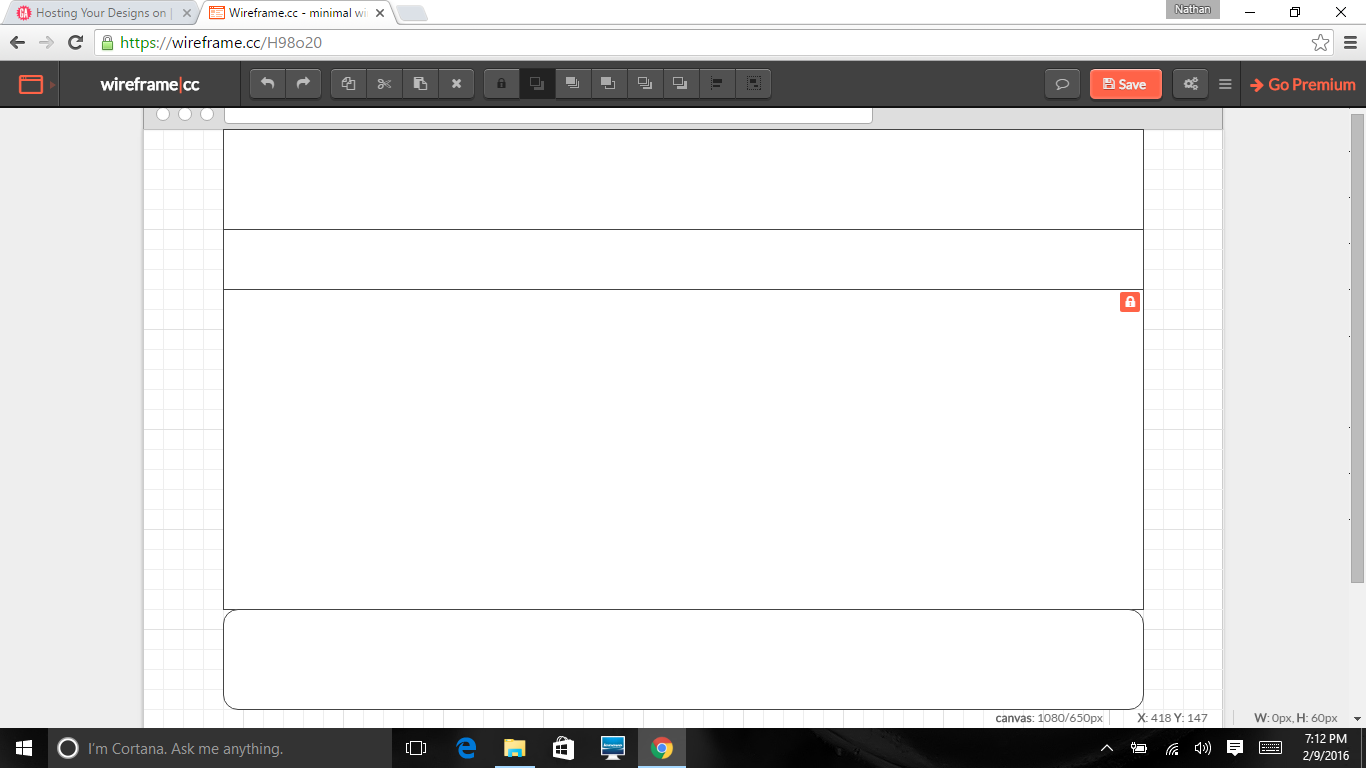 Hosting Your Designs on |
Wireframe.cc - minimal wi
Nathan
https://wireframe.cc/H98o20
wireframe|cc
Save
Go Premium
canvas: 1080/650px
X: 418 Y: 147
W: 0px, H: 60px
I'm Cortana. Ask me anything.
7:12 PM
2/9/2016